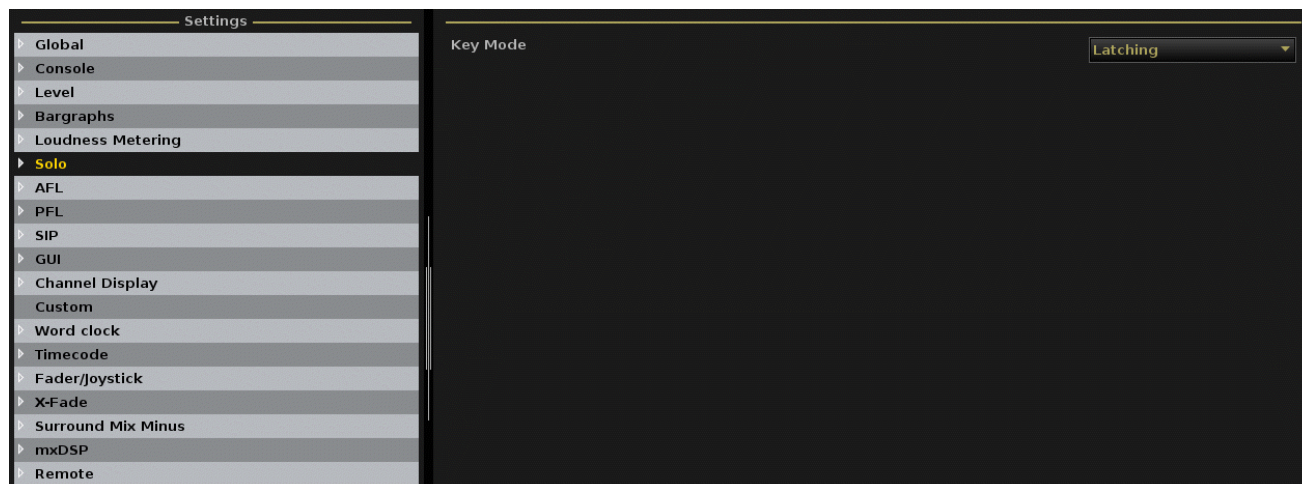 Settings
Global
Key Mode
Latching
Console
Level
Bargraphs
Loudness Metering
Solo
AFL
PFL
SIP
GUI
Channel Display
Custom
Word clock
Timecode
Fader/Joystick
X-Fade
Surround Mix Minus
mxDSP
Remote